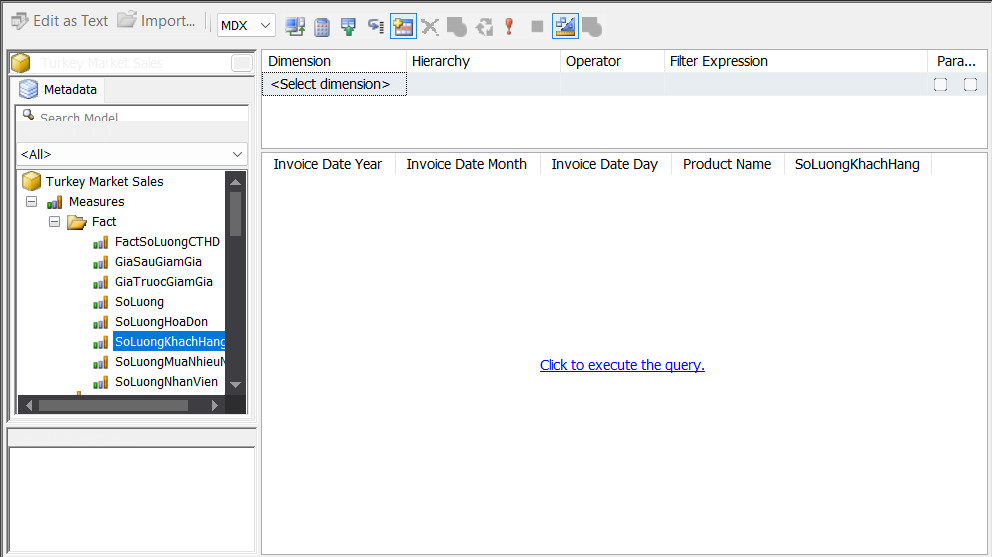 Edit as Text Import... MDX
Turkey Market Sales
Metadata
Search Model
<All>
Turkey Market Sales
Measures
Fact
FactSoLuongCTHD
GiaSauGiamGia
GiaTruocGiamGia
SoLuong
SoLuongHoaDon
SoLuongKhachHang
SoLuongMuaNhieuN
SoLuongNhanVien
Dimension Hierarchy Operator Filter Expression Para...
<Select dimension>
Invoice Date Year Invoice Date Month Invoice Date Day Product Name SoLuongKhachHang
Click to execute the query.